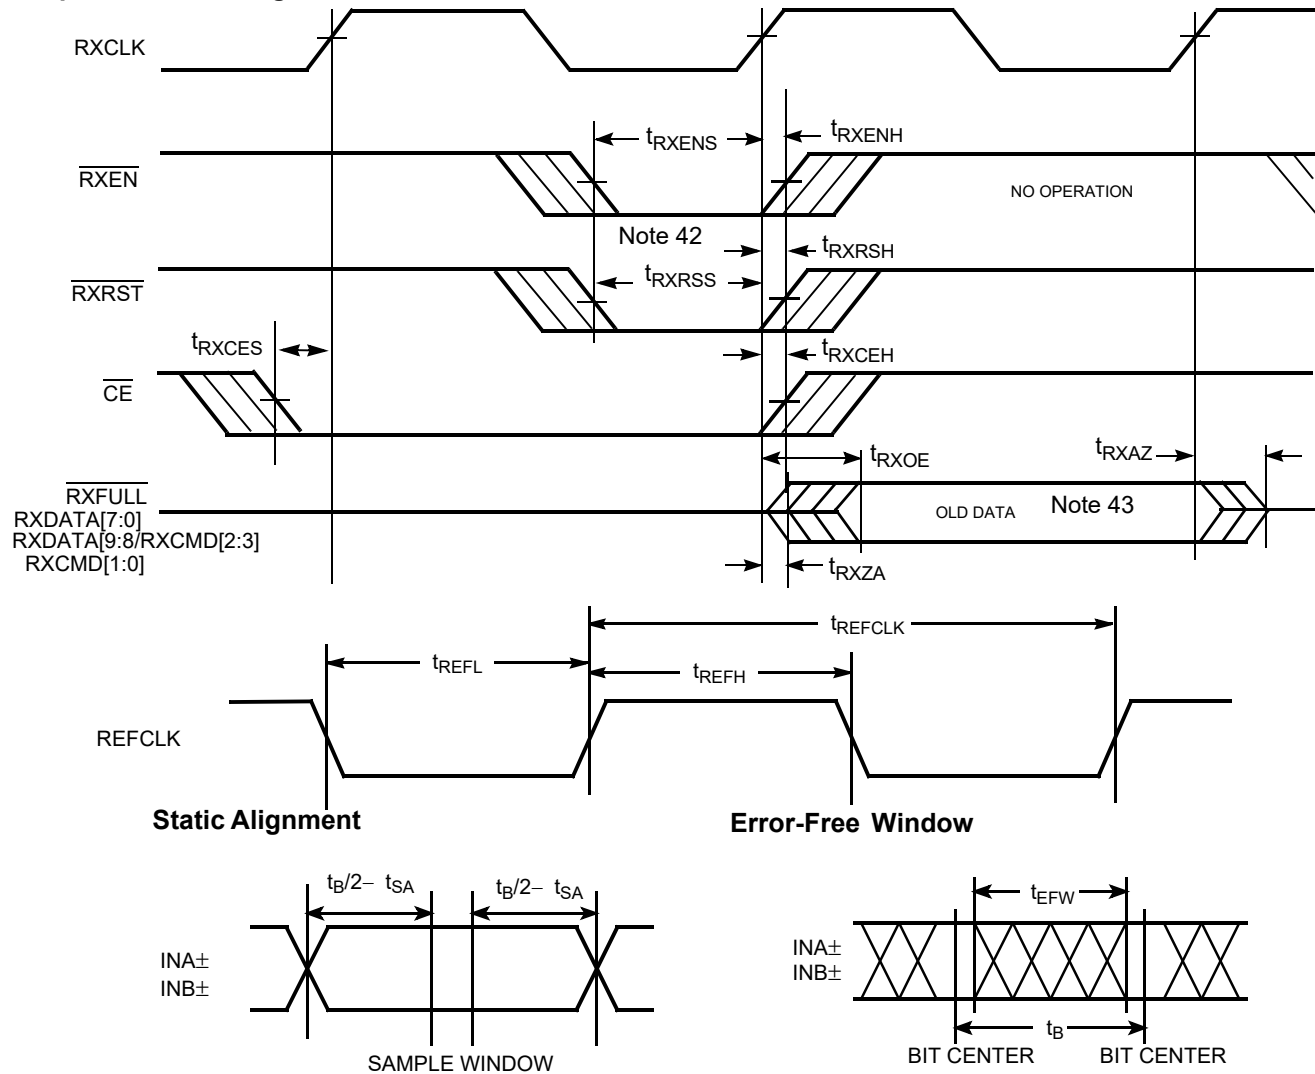 RXCLK
tRXENS
tRXENH
RXEN
NO OPERATION
Note 42
tRXRSH
RXRST
tRXRSS
tRXCES
tRXCEH
CE
tRXOE
tRXAZ
RXFULL
RXDATA[7:0]
RXDATA[9:8/RXCMD[2:3]
RXCMD[1:0]
OLD DATA
Note 43
tRXZA
tREFCLK
tREFL
tREFH
REFCLK
Static Alignment
Error-Free Window
tB/2− tSA
tB/2− tSA
tEFW
INA±
INB±
INA±
INB±
tB
SAMPLE WINDOW
BIT CENTER
BIT CENTER